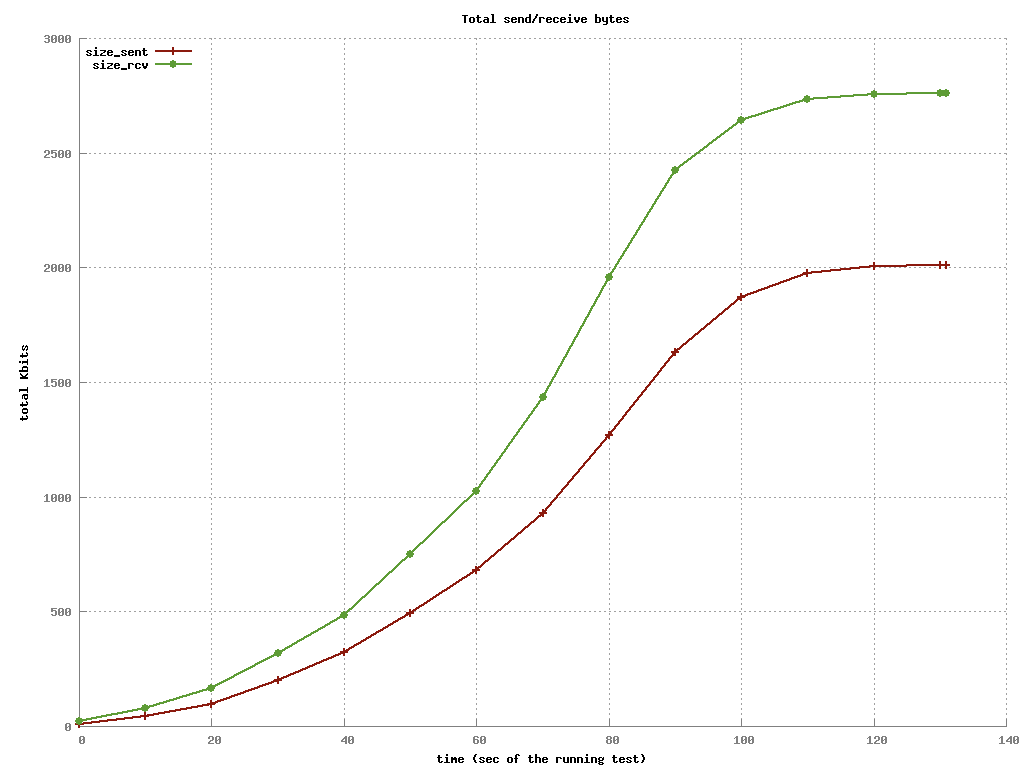 Total send/receive bytes
3000
size_sent
size_rcv
2500
2000
1500
total Kbits
1000
500
0
0 20 40 60 80 100 120 140
time (sec of the running test)